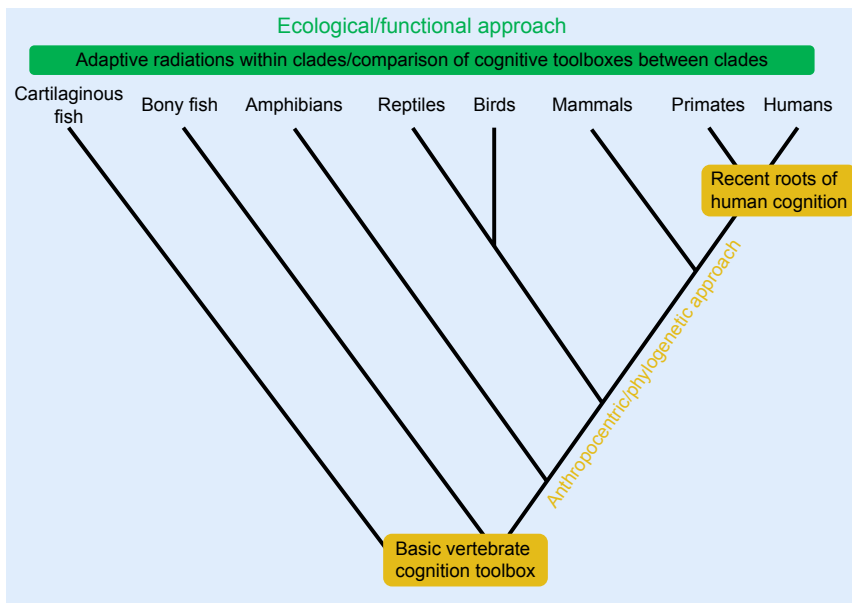 Ecological/functional approach
Adaptive radiations within clades/comparison of cognitive toolboxes between clades
Cartilaginous
fish
Bony fish
Amphibians
Reptiles
Birds
Mammals
Primates
Humans
Recent roots of
human cognition
Anthropocentric/phylogenetic approach
Basic vertebrate
cognition toolbox